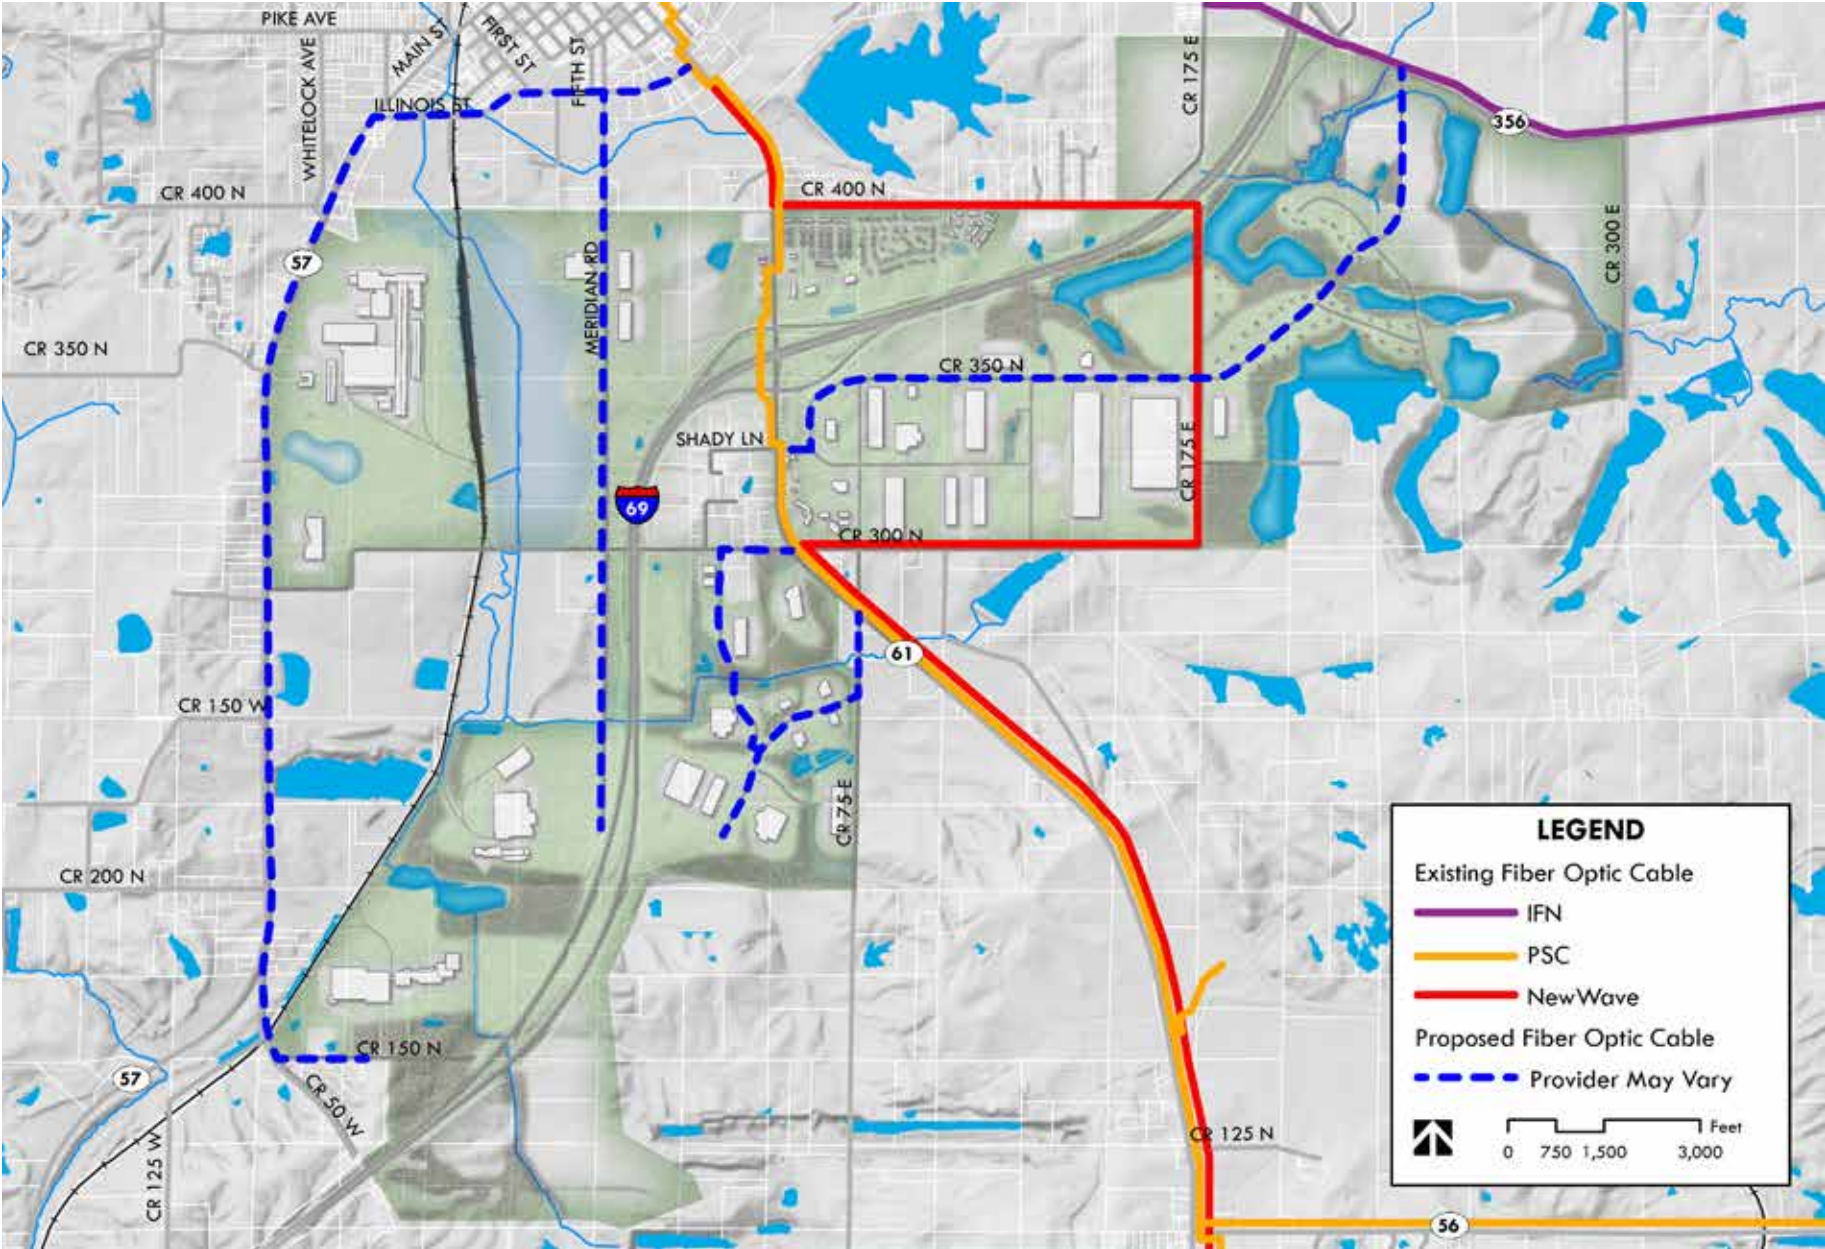 PIKE AVE
MAIN ST
FIRST ST
FIFTH ST
WHITELOCK AVE
ILLINOIS ST
CR 175 E
356
CR 400 N
CR 400 N
57
MERIDIAN RD
CR 300 E
CR 350 N
CR 350 N
SHADY LN
CR 175 E
69
CR 300 N
61
CR 150 W
CR 75 E
CR 200 N
CR 150 N
57
CR 50 W
CR 125 W
CR 125 N
56
LEGEND
Existing Fiber Optic Cable
IFN
PSC
NewWave
Proposed Fiber Optic Cable
Provider May Vary
Feet
0 750 1,500 3,000